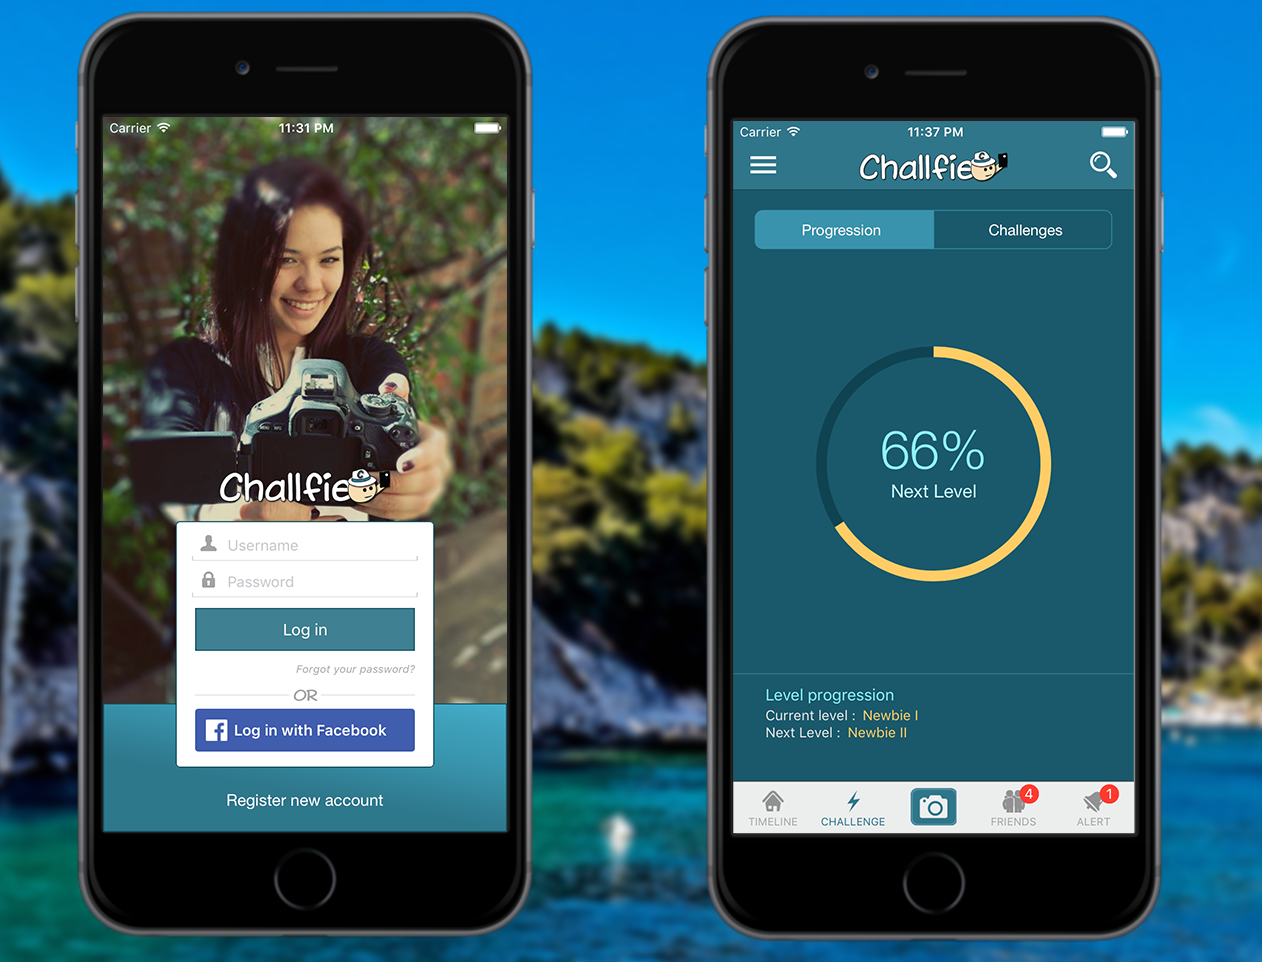 Carrier
11:31 PM
Challfie
Username
Password
Log in
Forgot your password?
OR
f Log in with Facebook
Register new account
Carrier
11:37 PM
Challfie
Progression
Challenges
66%
Next Level
Level progression
Current level : Newbie I
Next Level : Newbie II
4
1
TIMELINE
CHALLENGE
FRIENDS
ALERT